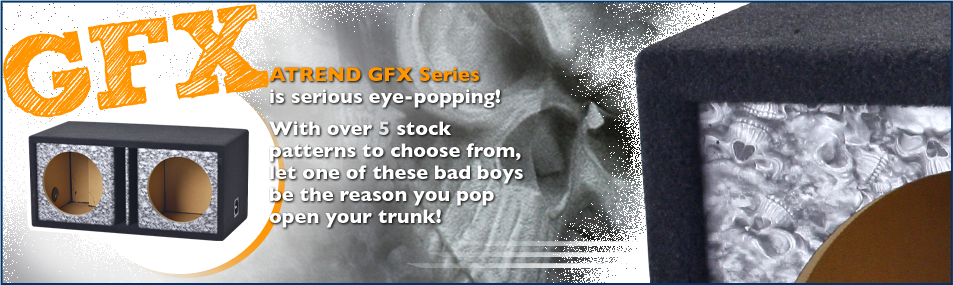 GFX
ATREND GFX Series
is serious eye-popping!
With over 5 stock
patterns to choose from,
let one of these bad boys
be the reason you pop
open your trunk!